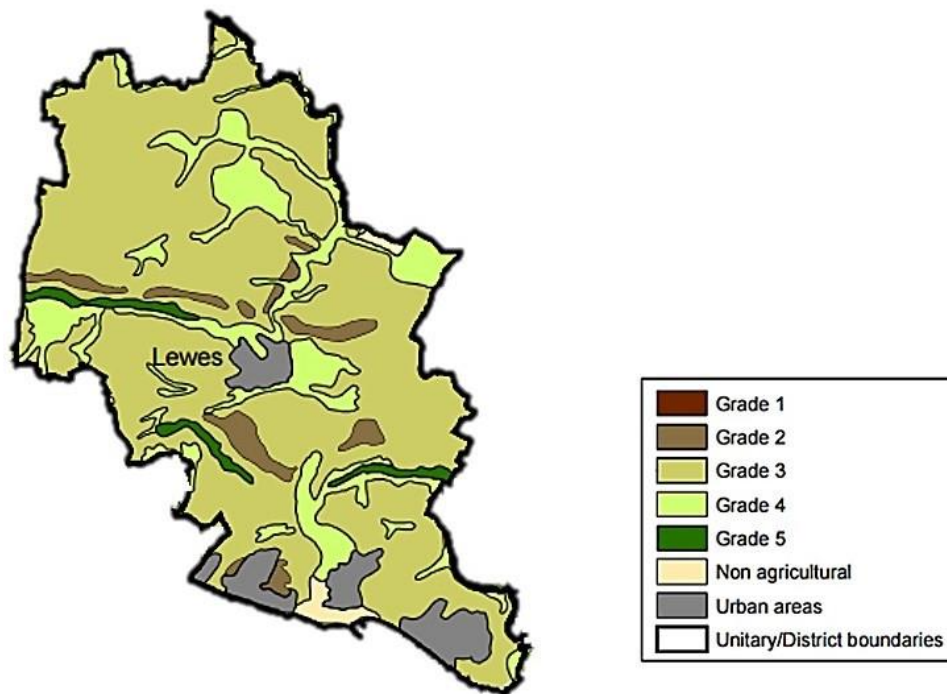 Lewes
Grade 1
Grade 2
Grade 3
Grade 4
Grade 5
Non agricultural
Urban areas
Unitary/District boundaries